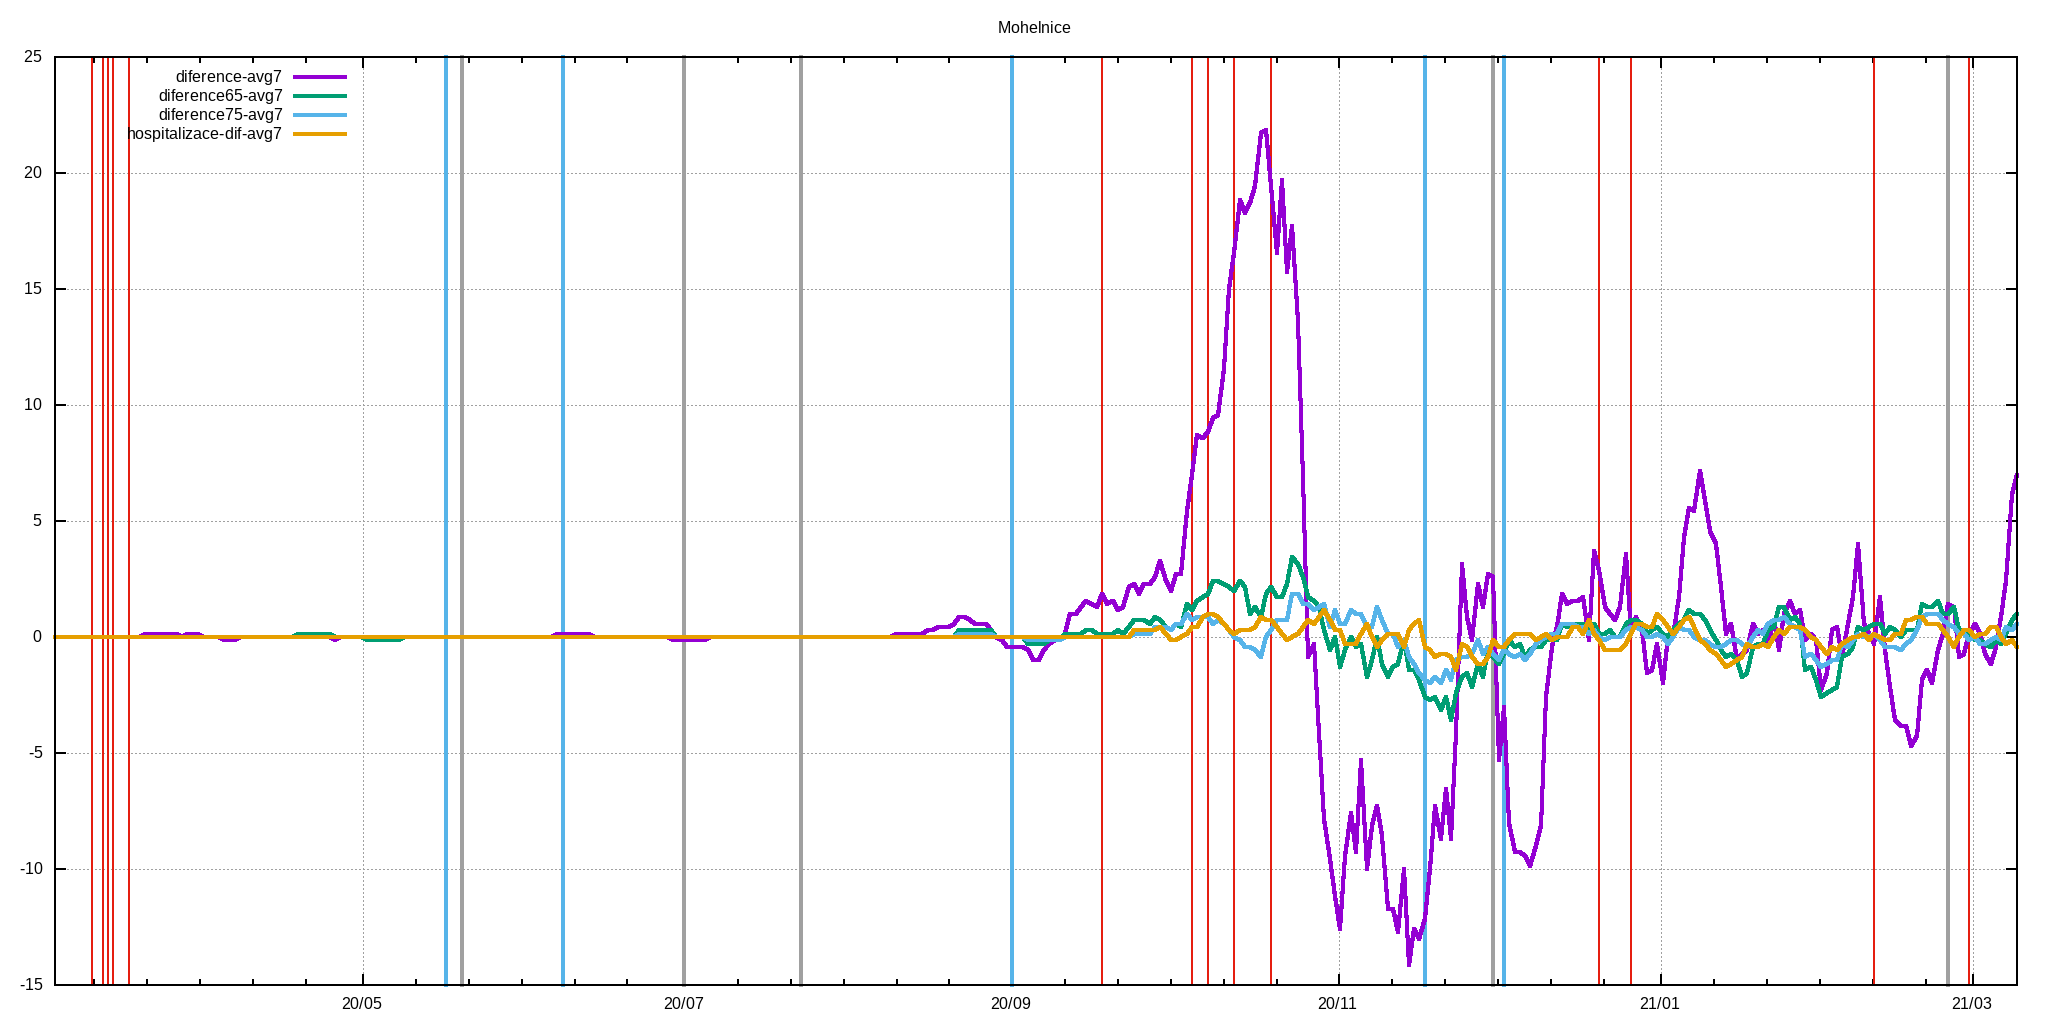 Mohelnice
25
diference-avg7
diference65-avg7
diference75-avg7
hospitalizace-dif-avg7
20
15
10
5
0
-5
-10
-15
20/05 20/07 20/09 20/11 21/01 21/03